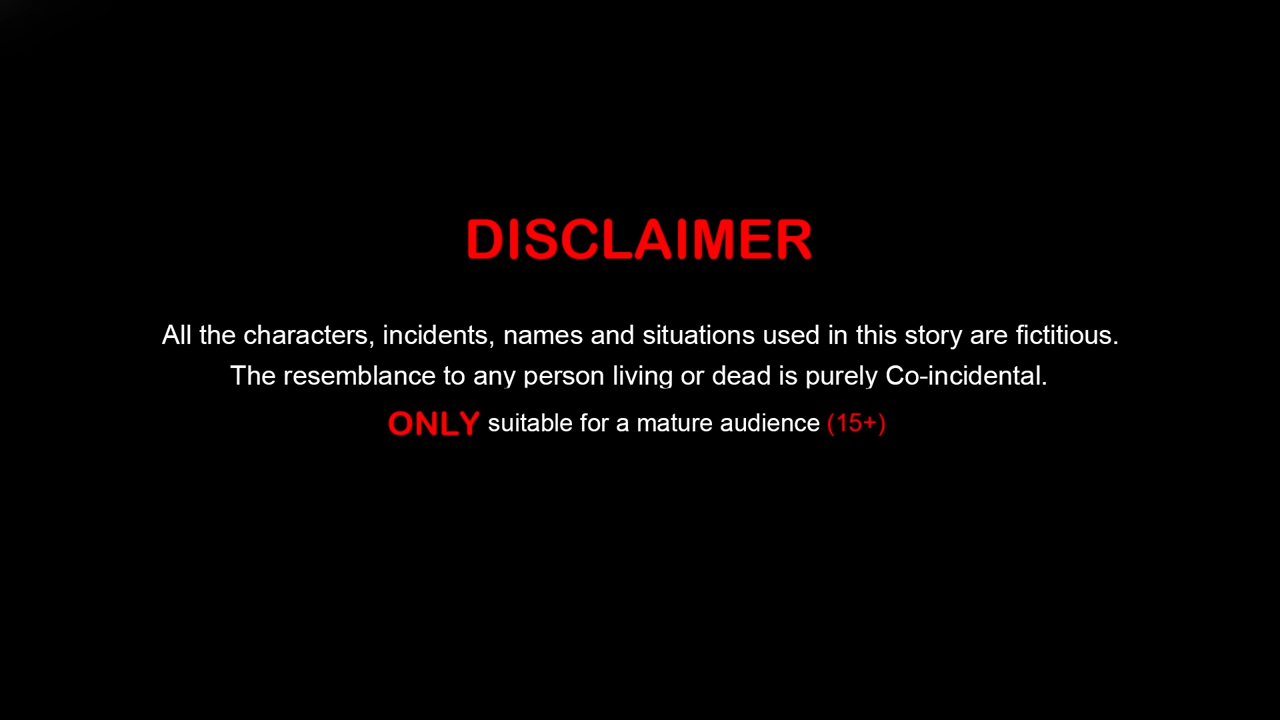 DISCLAIMER
All the characters, incidents, names and situations used in this story are fictitious.
The resemblance to any person living or dead is purely Co-incidental.
ONLY suitable for a mature audience (15+)